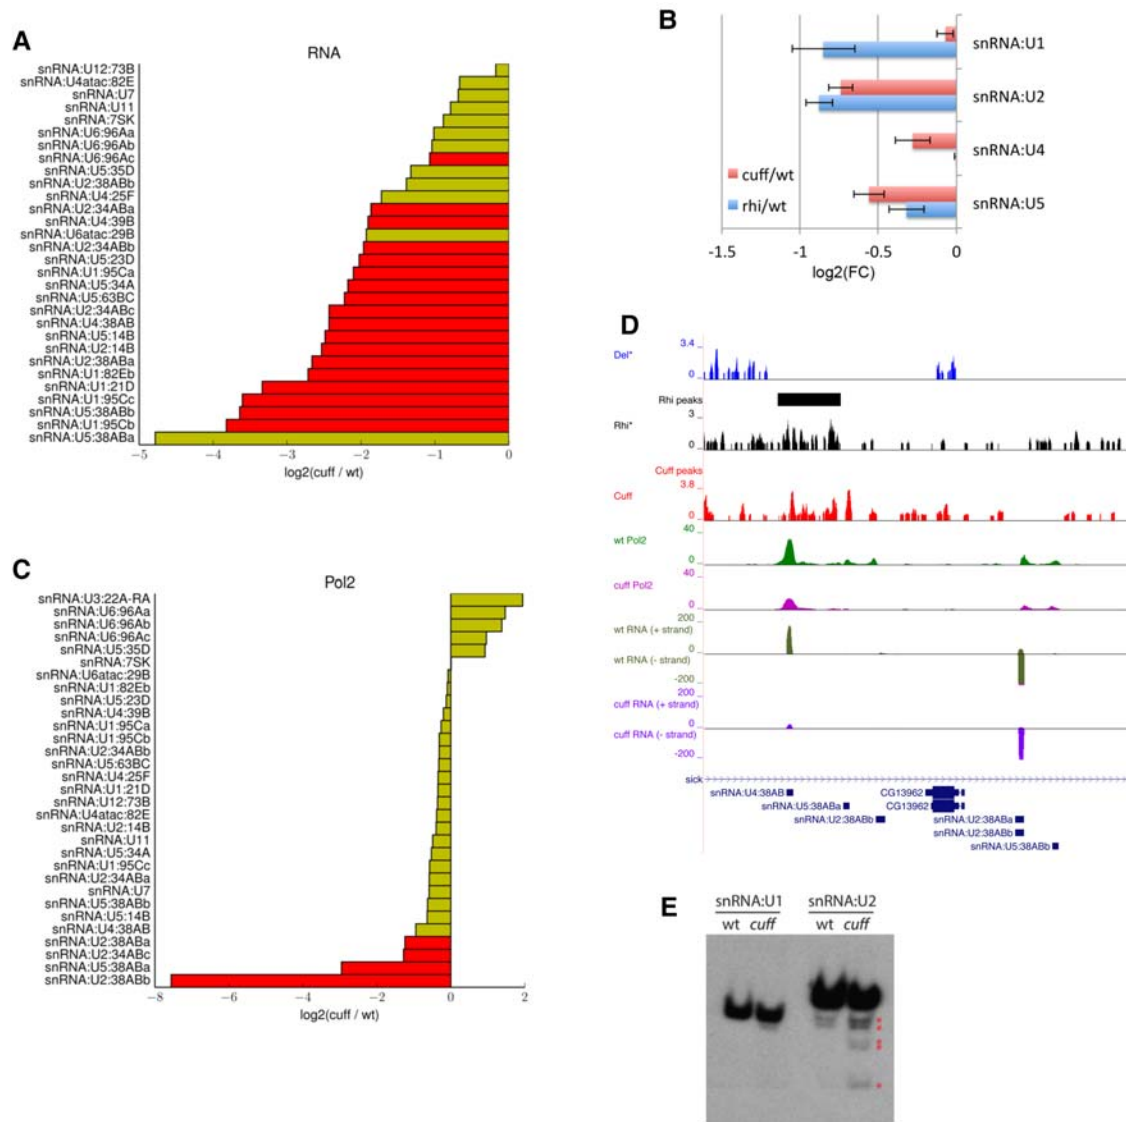 A
RNA
snRNA:U12:73B
snRNA:U4atac:82E
snRNA:U7
snRNA:U11
snRNA:7SK
snRNA:U6:96Aa
snRNA:U6:96Ab
snRNA:U6:96Ac
snRNA:U5:35D
snRNA:U2:38ABb
snRNA:U4:25F
snRNA:U2:34ABa
snRNA:U4:39B
snRNA:U6atac:29B
snRNA:U2:34ABb
snRNA:U5:23D
snRNA:U1:95Ca
snRNA:U5:34A
snRNA:U5:63BC
snRNA:U2:34ABc
snRNA:U4:38AB
snRNA:U5:14B
snRNA:U2:14B
snRNA:U2:38ABa
snRNA:U1:82Eb
snRNA:U1:21D
snRNA:U1:95Cc
snRNA:U5:38ABb
snRNA:U1:95Cb
snRNA:U5:38ABa
−5 −4 −3 −2 −1 0
log2(cuff / wt)
B
snRNA:U1
snRNA:U2
snRNA:U4
snRNA:U5
cuff/wt
rhi/wt
-1.5 -1 -0.5 0
log2(FC)
C
Pol2
snRNA:U3:22A-RA
snRNA:U6:96Aa
snRNA:U6:96Ab
snRNA:U6:96Ac
snRNA:U5:35D
snRNA:7SK
snRNA:U6atac:29B
snRNA:U1:82Eb
snRNA:U5:23D
snRNA:U4:39B
snRNA:U1:95Ca
snRNA:U1:95Cb
snRNA:U2:34ABb
snRNA:U5:63BC
snRNA:U4:25F
snRNA:U1:21D
snRNA:U12:73B
snRNA:U4atac:82E
snRNA:U2:14B
snRNA:U11
snRNA:U5:34A
snRNA:U1:95Cc
snRNA:U2:34ABa
snRNA:U7
snRNA:U5:38ABb
snRNA:U5:14B
snRNA:U4:38AB
snRNA:U2:38ABa
snRNA:U2:34ABc
snRNA:U5:38ABa
snRNA:U2:38ABb
−8 −6 −4 −2 0 2
log2(cuff / wt)
D
3.4
Del*
0
Rhi peaks
3
Rhi*
0
Cuff peaks
3.8
Cuff
0
40
wt Pol2
0
40
cuff Pol2
0
200
wt RNA (+ strand)
0
wt RNA (- strand)
-200
200
cuff RNA (+ strand)
0
cuff RNA (- strand)
-200
sick
snRNA:U4:38AB CG13962
snRNA:U5:38ABa CG13962
snRNA:U2:38ABb snRNA:U2:38ABa
snRNA:U2:38ABb
snRNA:U5:38ABb
E
snRNA:U1 snRNA:U2
wt cuff wt cuff
*
*
*
*
*